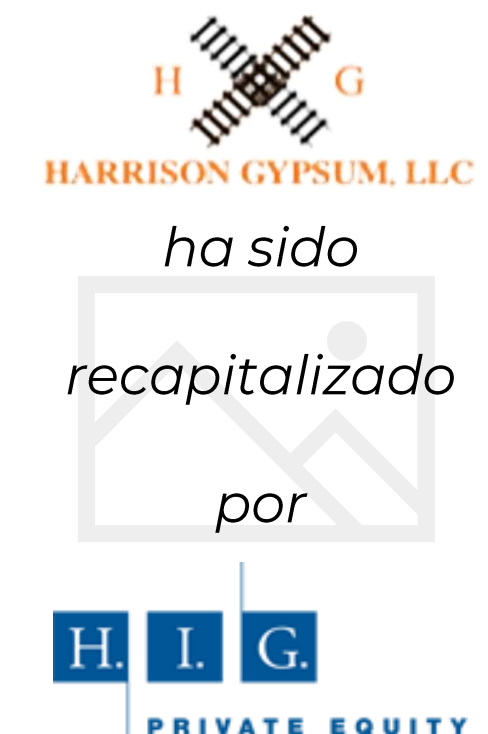 H G
HARRISON GYPSUM, LLC
ha sido
recapitalizado
por
H. I. G.
PRIVATE EQUITY